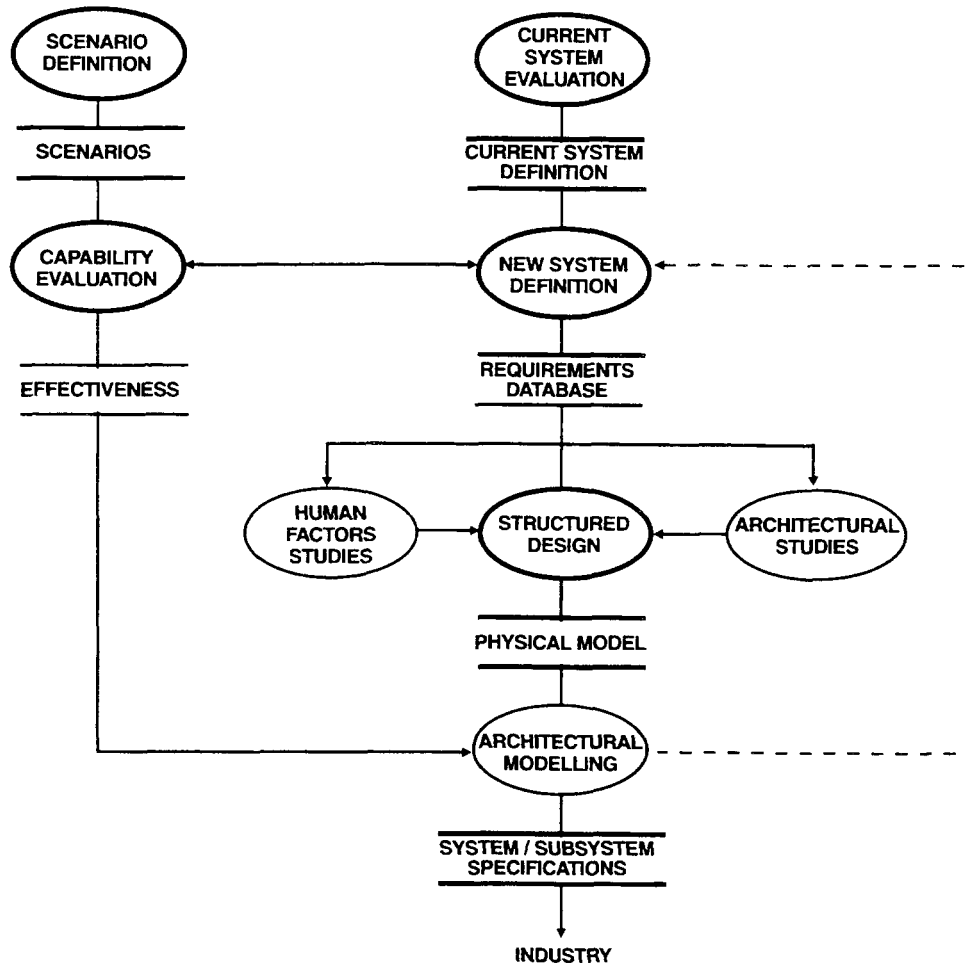 SCENARIO
DEFINITION
CURRENT
SYSTEM
EVALUATION
SCENARIOS
CURRENT SYSTEM
DEFINITION
CAPABILITY
EVALUATION
NEW SYSTEM
DEFINITION
EFFECTIVENESS
REQUIREMENTS
DATABASE
HUMAN
FACTORS
STUDIES
STRUCTURED
DESIGN
ARCHITECTURAL
STUDIES
PHYSICAL MODEL
ARCHITECTURAL
MODELLING
SYSTEM / SUBSYSTEM
SPECIFICATIONS
INDUSTRY